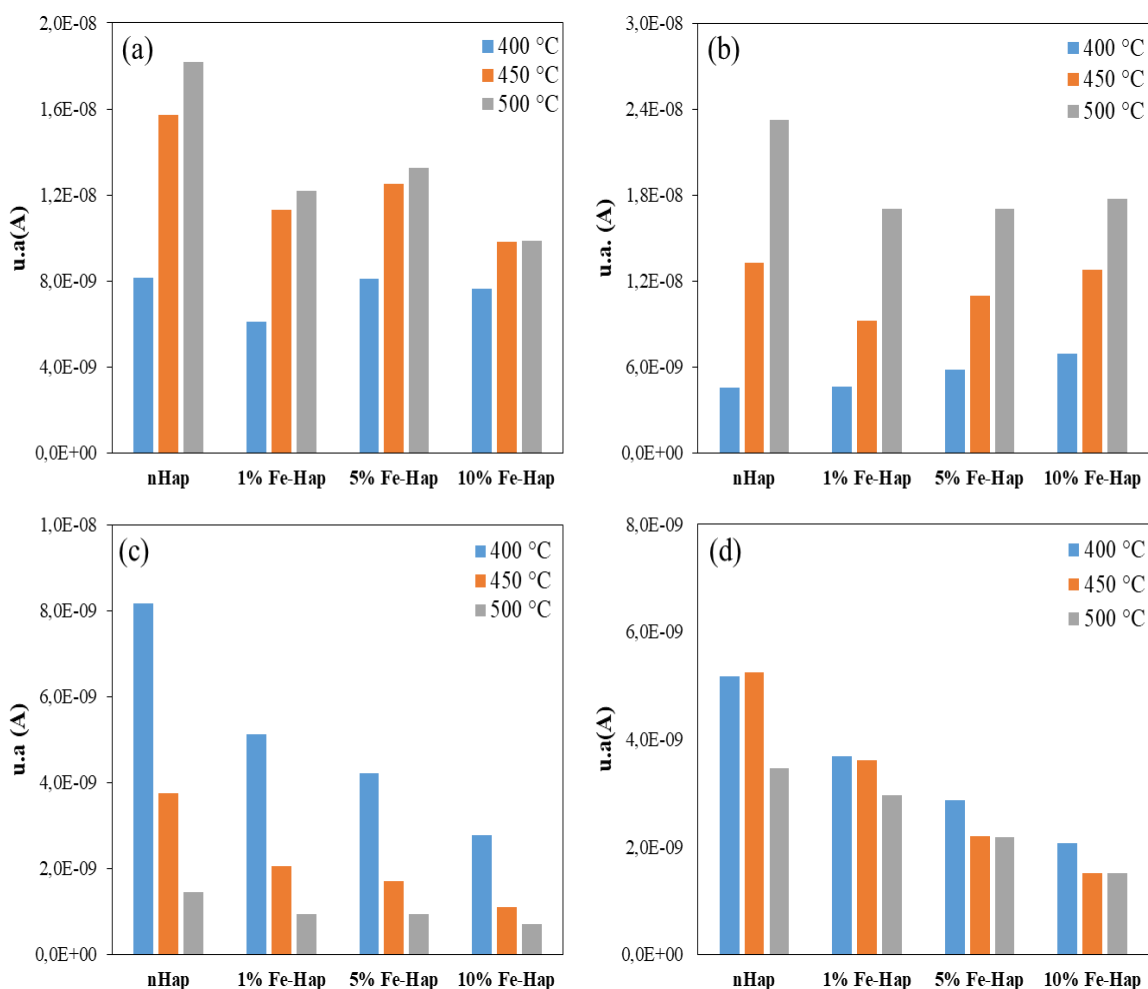 (a)
400 °C
450 °C
500 °C
2,0E-08
1,6E-08
1,2E-08
8,0E-09
4,0E-09
0,0E+00
u.a(A)
nHap 1% Fe-Hap 5% Fe-Hap 10% Fe-Hap
(b)
400 °C
450 °C
500 °C
3,0E-08
2,4E-08
1,8E-08
1,2E-08
6,0E-09
0,0E+00
u.a. (A)
nHap 1% Fe-Hap 5% Fe-Hap 10% Fe-Hap
(c)
400 °C
450 °C
500 °C
1,0E-08
8,0E-09
6,0E-09
4,0E-09
2,0E-09
0,0E+00
u.a (A)
nHap 1% Fe-Hap 5% Fe-Hap 10% Fe-Hap
(d)
400 °C
450 °C
500 °C
8,0E-09
6,0E-09
4,0E-09
2,0E-09
0,0E+00
u.a(A)
nHap 1% Fe-Hap 5% Fe-Hap 10% Fe-Hap